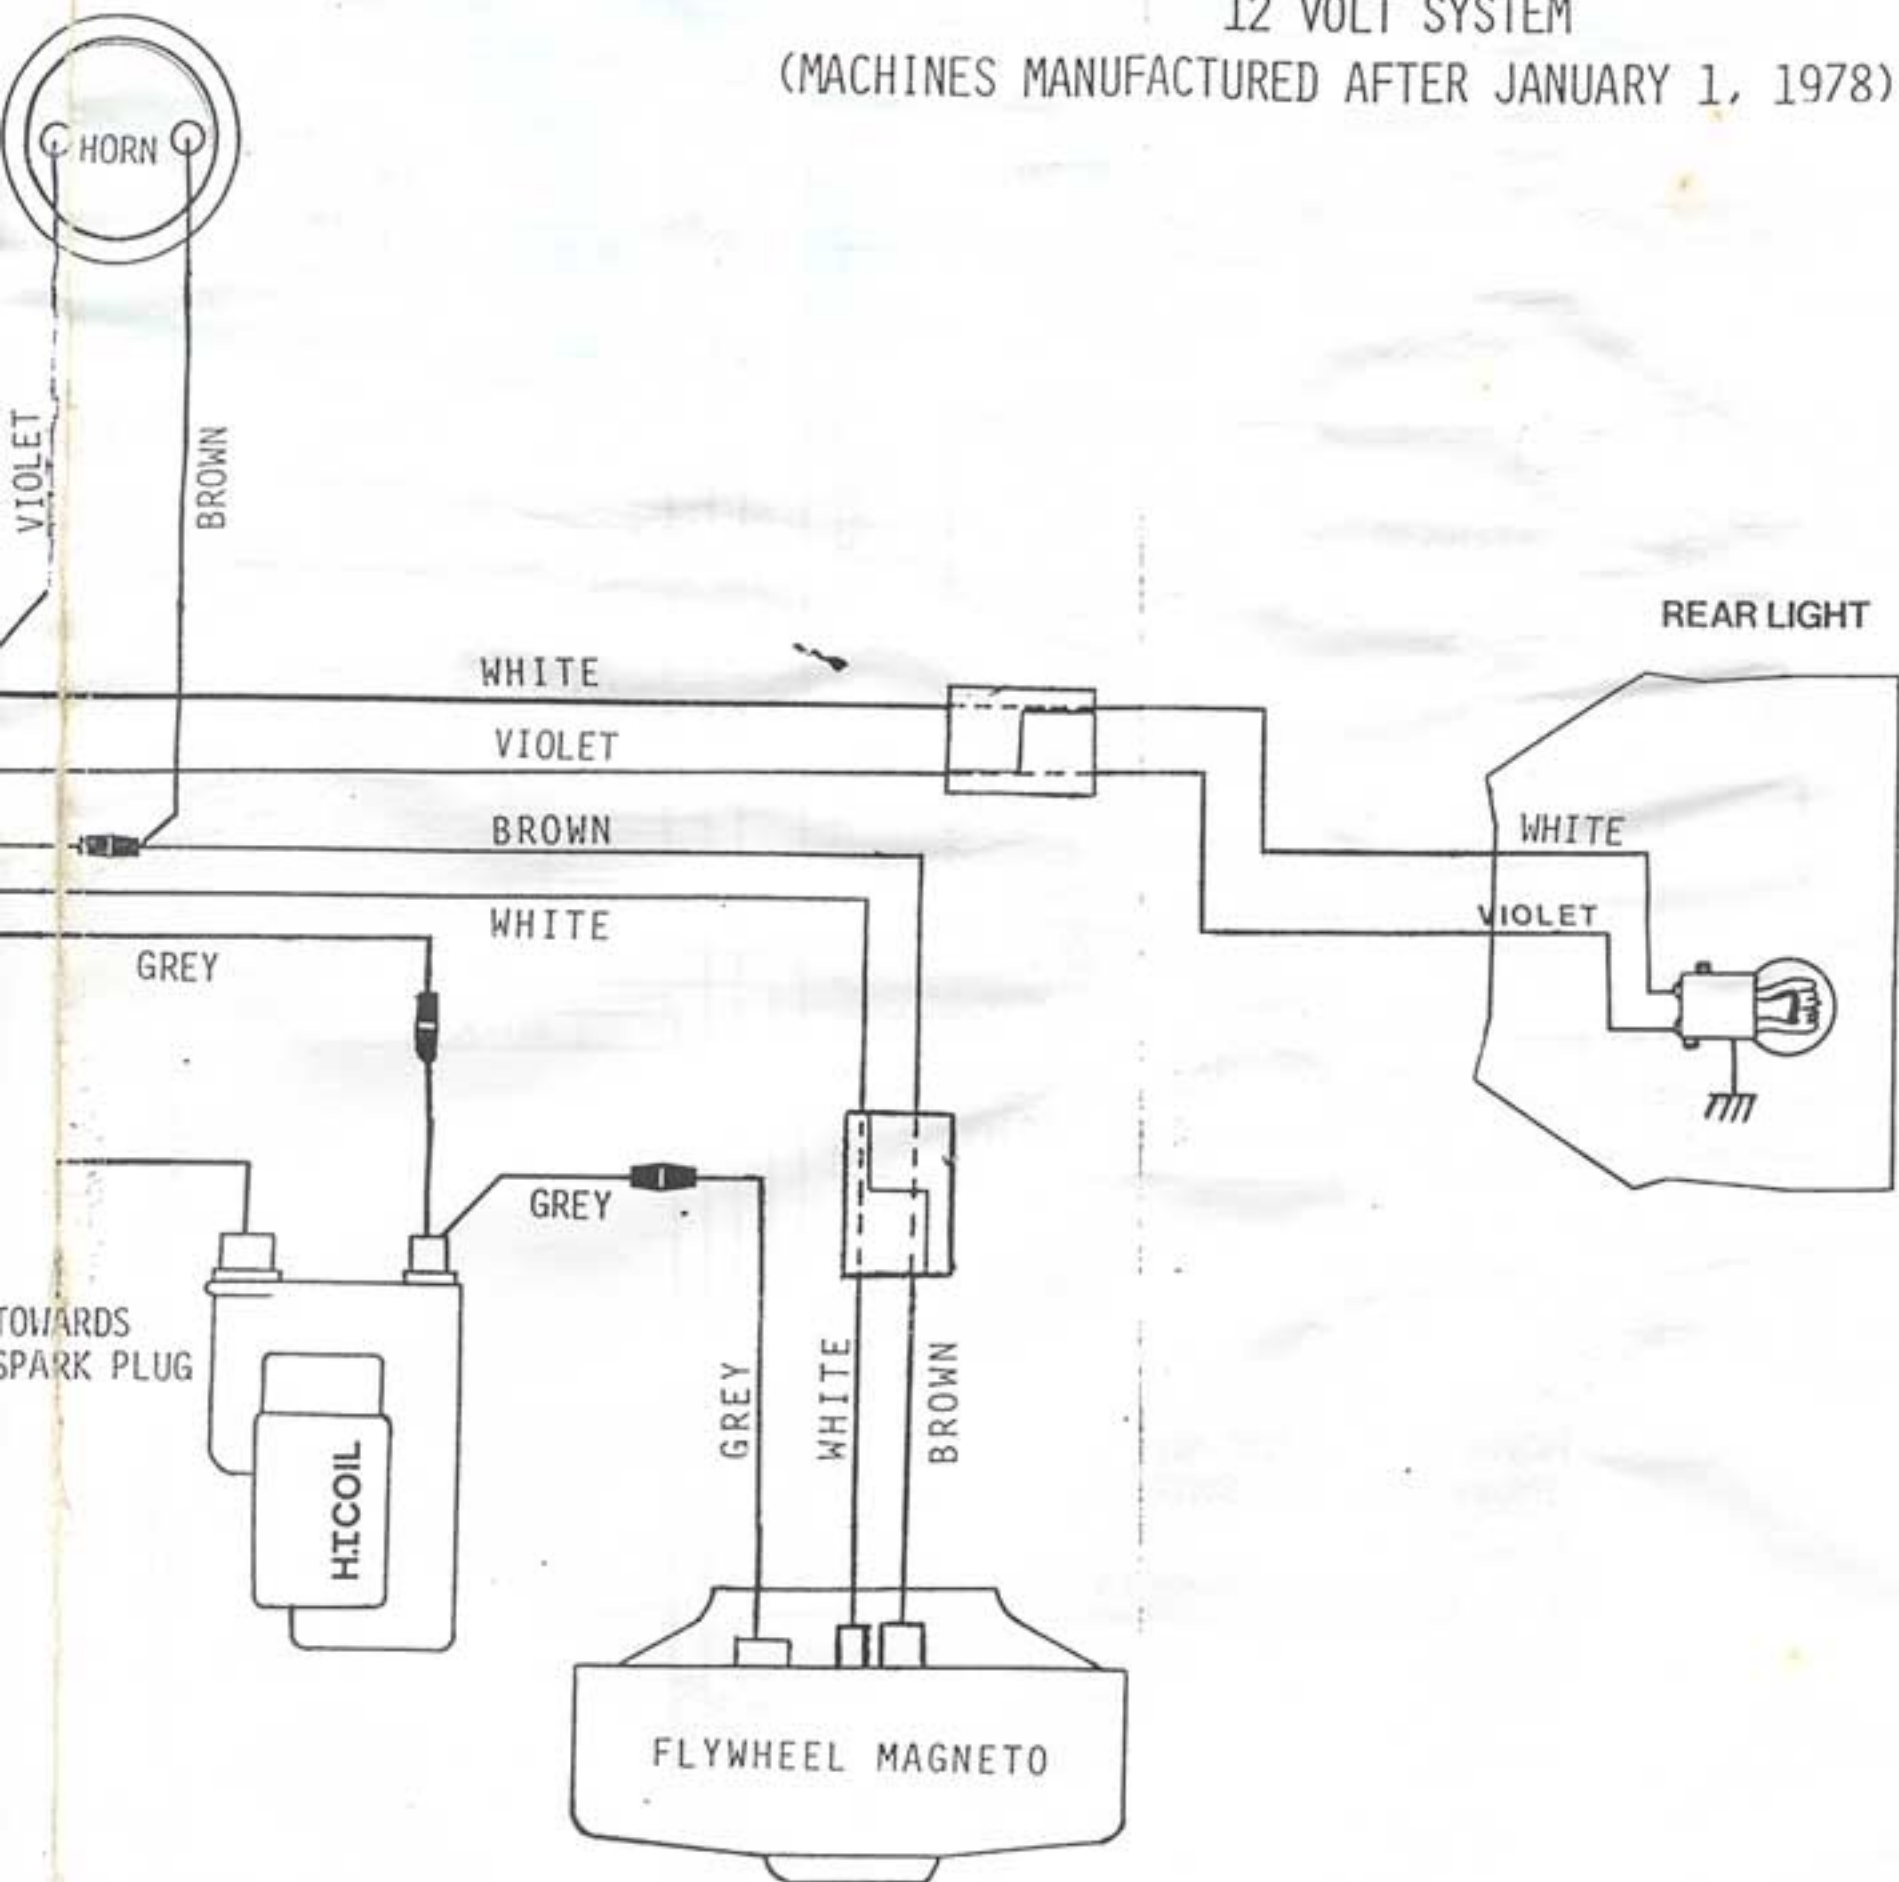 12 VOLT SYSTEM
(MACHINES MANUFACTURED AFTER JANUARY 1, 1978)
HORN
VIOLET
BROWN
REAR LIGHT
WHITE
VIOLET
BROWN
WHITE
WHITE
VIOLET
GREY
GREY
TOWARDS
SPARK PLUG
GREY
WHITE
BROWN
H.T.COIL
FLYWHEEL MAGNETO